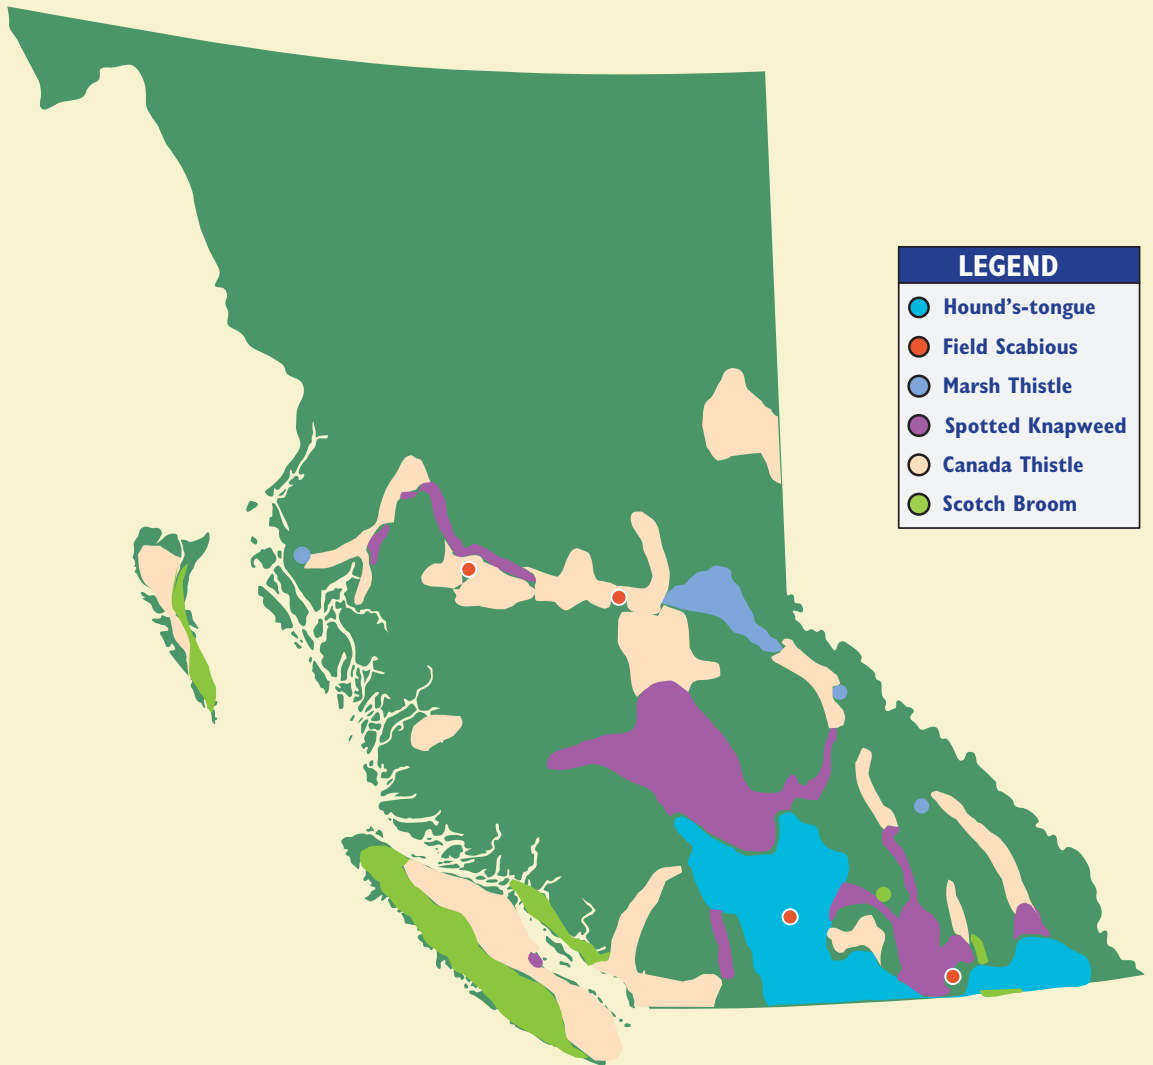 LEGEND
Hound's-tongue
Field Scabious
Marsh Thistle
Spotted Knapweed
Canada Thistle
Scotch Broom